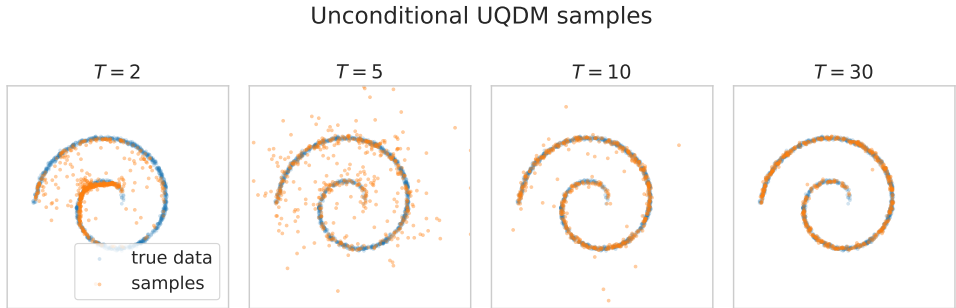 Unconditional UQDM samples
T = 2
T = 5
T = 10
T = 30
true data
samples